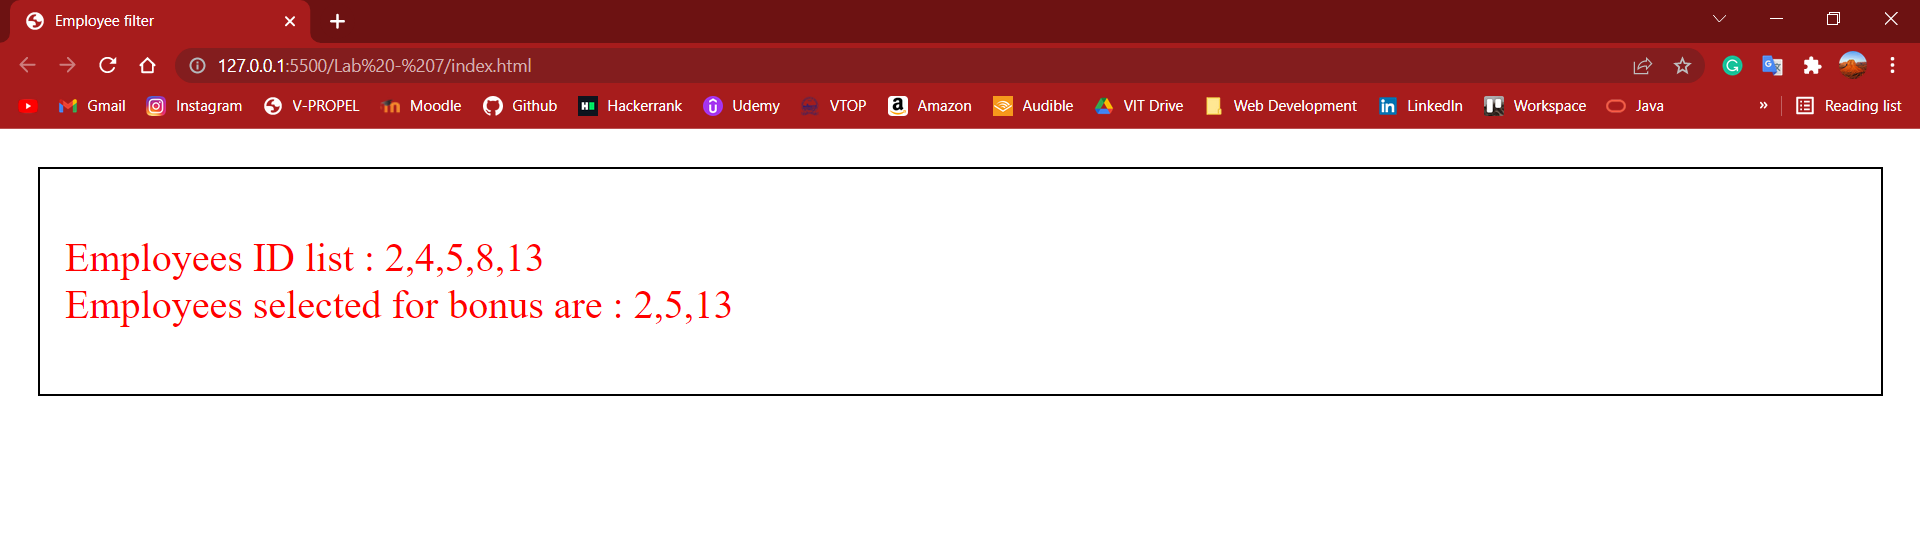 Employee filter
127.0.0.1:5500/Lab%20-%207/index.html
Gmail Instagram V-PROPEL Moodle Github Hackerrank Udemy VTOP Amazon Audible VIT Drive Web Development LinkedIn Workspace Java » Reading list
Employees ID list : 2,4,5,8,13
Employees selected for bonus are : 2,5,13